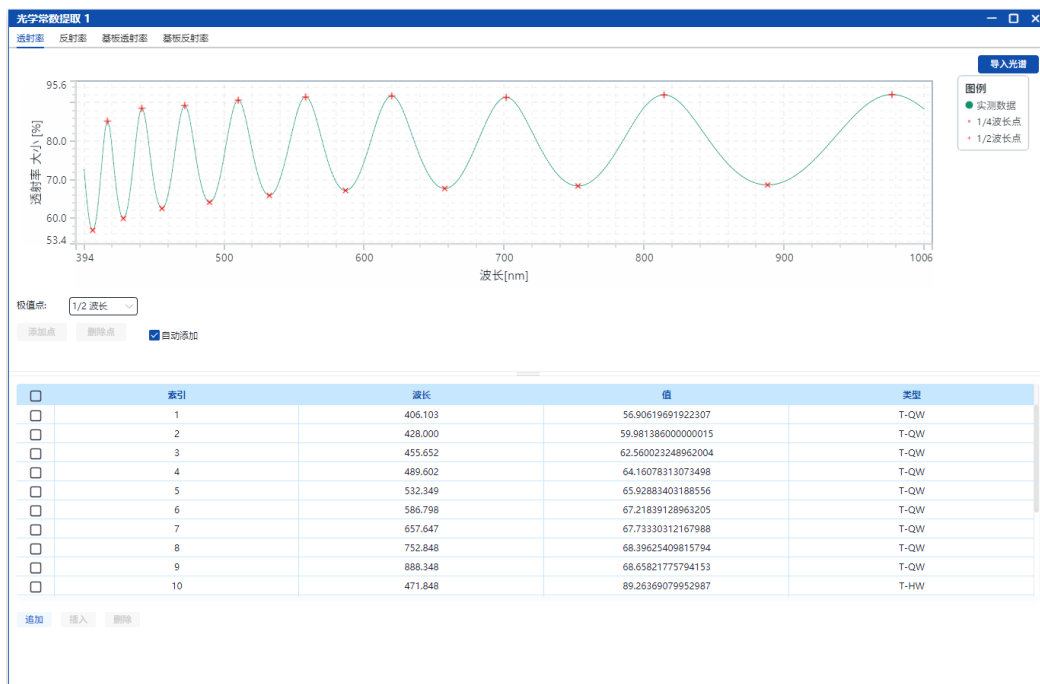 光学常数提取 1
透射率 反射率 基板透射率 基板反射率
导入光谱
图例
实测数据
1/4波长点
1/2波长点
透射率 大小 [%]
95.6
80.0
70.0
60.0
53.4
394 500 600 700 800 900 1006
波长[nm]
极值点: 1/2 波长
添加点 删除点 自动添加
索引 波长 值 类型
1 406.103 56.90619691922307 T-QW
2 428.000 59.981386000000015 T-QW
3 455.652 62.560023248962004 T-QW
4 489.602 64.16078313073498 T-QW
5 532.349 65.92883403188556 T-QW
6 586.798 67.21839128963205 T-QW
7 657.647 67.73330312167988 T-QW
8 752.848 68.39625409815794 T-QW
9 888.348 68.65821775794153 T-QW
10 471.848 89.26369079952987 T-HW
追加 插入 删除